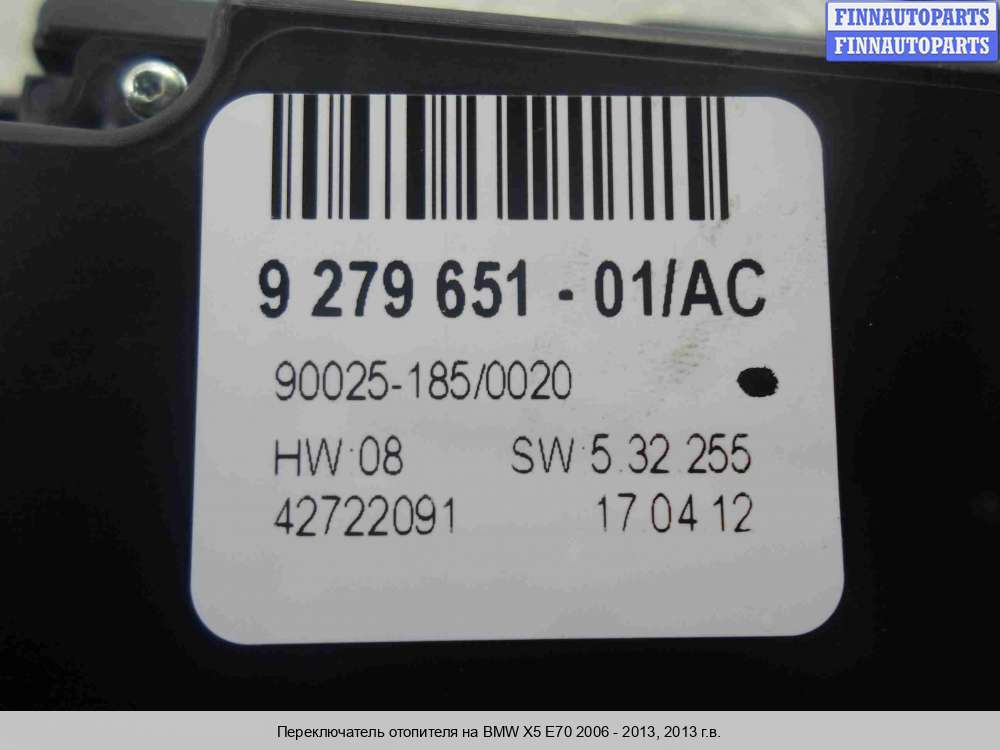 FINNAUTOPARTS
FINNAUTOPARTS
9 279 651 - 01/AC
90025-185/0020
HW:08 SW:5.32.255
42722091 17.04.12
Переключатель отопителя на BMW X5 E70 2006 - 2013, 2013 г.в.